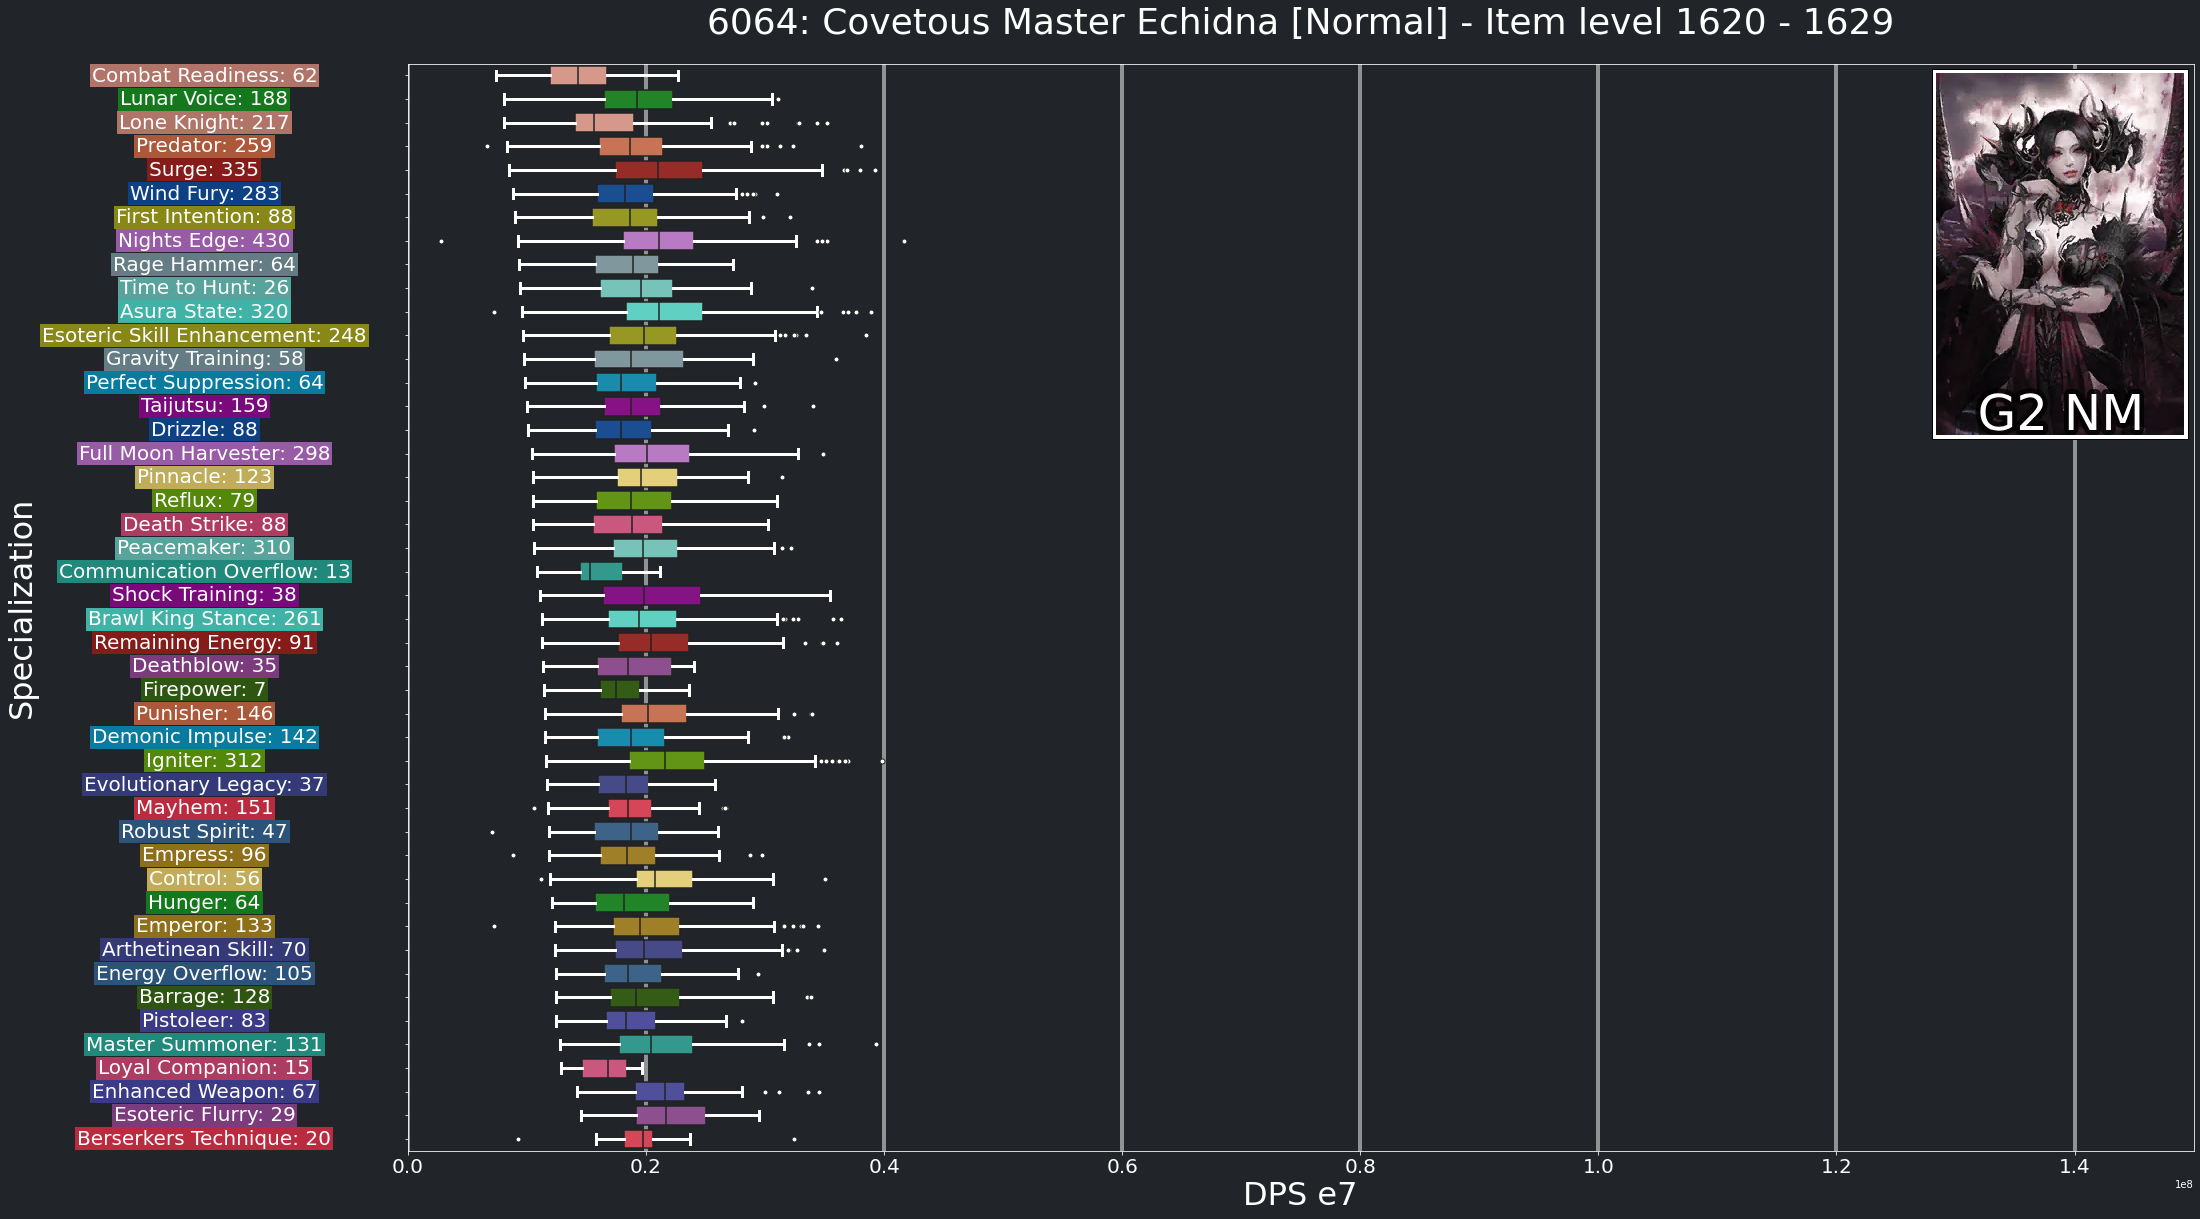 6064: Covetous Master Echidna [Normal] - Item level 1620 - 1629
Combat Readiness: 62
Lunar Voice: 188
Lone Knight: 217
Predator: 259
Surge: 335
Wind Fury: 283
First Intention: 88
Nights Edge: 430
Rage Hammer: 64
Time to Hunt: 26
Asura State: 320
Esoteric Skill Enhancement: 248
Gravity Training: 58
Perfect Suppression: 64
Taijutsu: 159
Drizzle: 88
Full Moon Harvester: 298
Pinnacle: 123
Reflux: 79
Death Strike: 88
Peacemaker: 310
Communication Overflow: 13
Shock Training: 38
Brawl King Stance: 261
Remaining Energy: 91
Deathblow: 35
Firepower: 7
Punisher: 146
Demonic Impulse: 142
Igniter: 312
Evolutionary Legacy: 37
Mayhem: 151
Robust Spirit: 47
Empress: 96
Control: 56
Hunger: 64
Emperor: 133
Arthetinean Skill: 70
Energy Overflow: 105
Barrage: 128
Pistoleer: 83
Master Summoner: 131
Loyal Companion: 15
Enhanced Weapon: 67
Esoteric Flurry: 29
Berserkers Technique: 20
Specialization
G2 NM
0.0 0.2 0.4 0.6 0.8 1.0 1.2 1.4
1e8
DPS e7